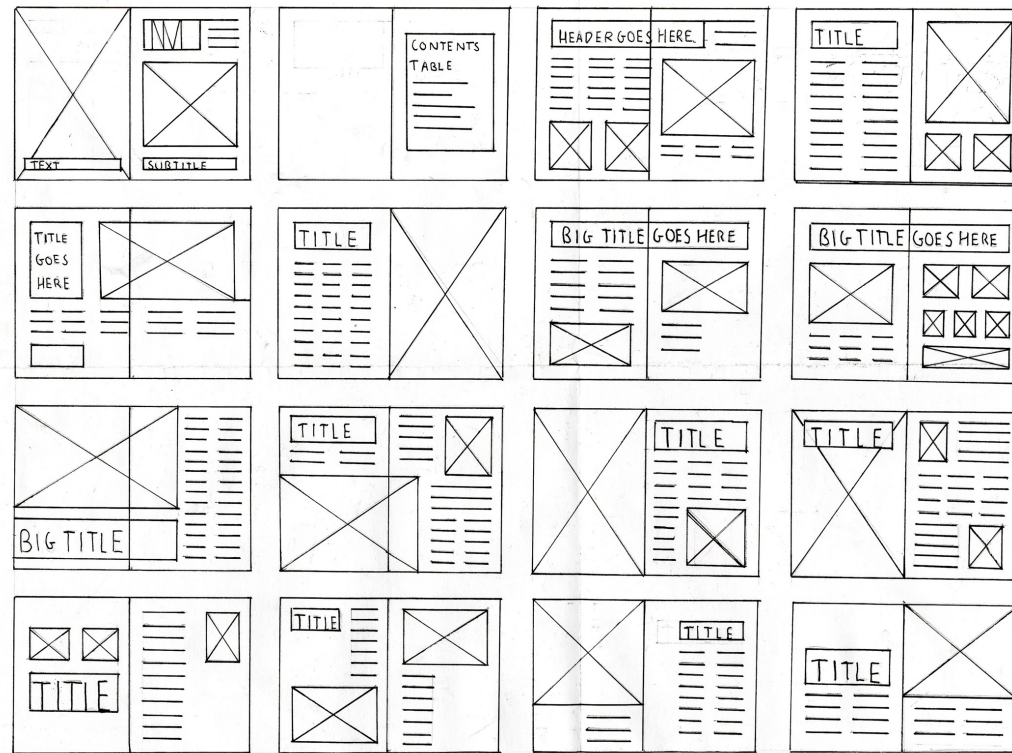 TEXT
SUBTITLE
CONTENTS
TABLE
HEADER GOES HERE.
TITLE
TITLE
GOES
HERE
TITLE
BIG TITLE GOES HERE
BIG TITLE GOES HERE
BIG TITLE
TITLE
TITLE
TITLE
TITLE
TITLE
TITLE
TITLE